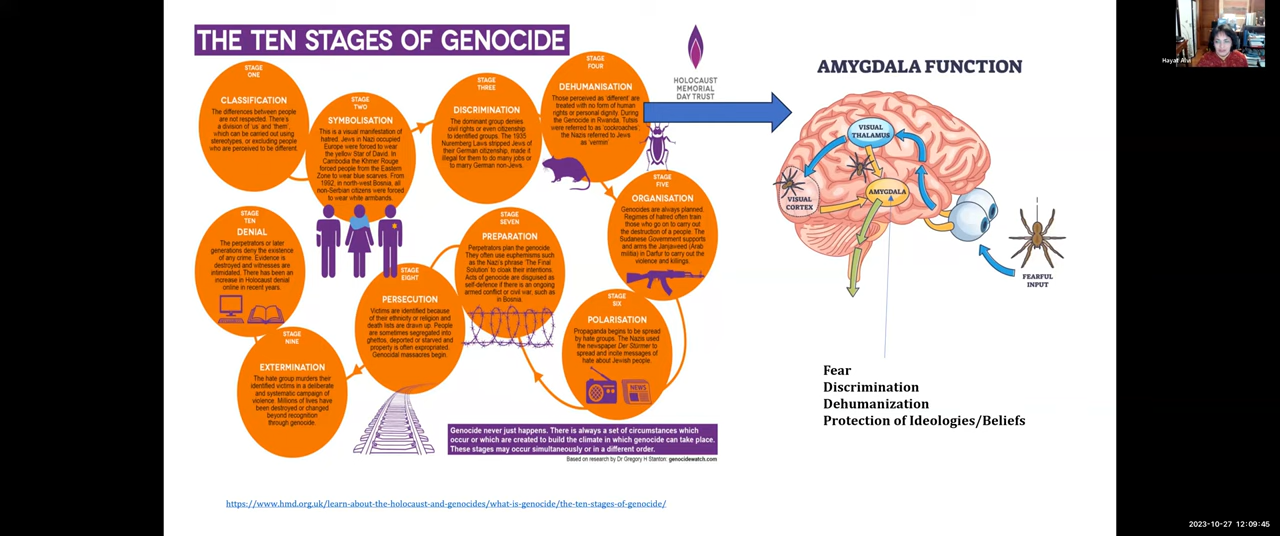 THE TEN STAGES OF GENOCIDE
HOLOCAUST
MEMORIAL
DAY TRUST
STAGE
ONE
CLASSIFICATION
The differences between people
are not respected. There's
a division of 'us' and 'them',
which can be carried out using
stereotypes, or excluding people
who are perceived to be different.
STAGE
TWO
SYMBOLISATION
This is a visual manifestation of
hatred. Jews in Nazi occupied
Europe were forced to wear
the yellow Star of David. In
Cambodia the Khmer Rouge
forced people from the Eastern
Zone to wear blue scarves. From
1992, in north-west Bosnia, all
non-Serbian citizens were forced
to wear white armbands.
STAGE
THREE
DISCRIMINATION
The dominant group denies
civil rights or even citizenship
to identified groups. The 1935
Nuremberg Laws stripped Jews of
their German citizenship, made it
illegal for them to do many jobs or
to marry German non-Jews.
STAGE
FOUR
DEHUMANISATION
Those perceived as 'different' are
treated with no form of human
rights or personal dignity. During
the Genocide in Rwanda, Tutsis
were referred to as 'cockroaches';
the Nazis referred to Jews
as 'vermin'
STAGE
FIVE
ORGANISATION
Genocides are always planned.
Regimes of hatred often train
those who go on to carry out
the destruction of a people. The
Sudanese Government supports
and arms the Janjaweed (Arab
militia) in Darfur to carry out the
violence and killings.
STAGE
SIX
POLARISATION
Propaganda begins to be spread
by hate groups. The Nazis used
the newspaper Der Stürmer to
spread and incite messages of
hate about Jewish people.
NEWS
STAGE
SEVEN
PREPARATION
Perpetrators plan the genocide.
They often use euphemisms such
as the Nazi's phrase 'The Final
Solution' to cloak their intentions.
Acts of genocide are disguised as
self-defence if there is an ongoing
armed conflict or civil war, such as
in Bosnia.
STAGE
EIGHT
PERSECUTION
Victims are identified because
of their ethnicity or religion and
death lists are drawn up. People
are sometimes segregated into
ghettos, deported or starved and
property is often expropriated.
Genocidal massacres begin.
STAGE
NINE
EXTERMINATION
The hate group murders their
identified victims in a deliberate
and systematic campaign of
violence. Millions of lives have
been destroyed or changed
beyond recognition
through genocide.
STAGE
TEN
DENIAL
The perpetrators or later
generations deny the existence
of any crime. Evidence is
destroyed and witnesses are
intimidated. There has been an
increase in Holocaust denial
online in recent years.
Genocide never just happens. There is always a set of circumstances which
occur or which are created to build the climate in which genocide can take place.
These stages may occur simultaneously or in a different order.
Based on research by Dr Gregory H Stanton: genocidewatch.com
https://www.hmd.org.uk/learn-about-the-holocaust-and-genocides/what-is-genocide/the-ten-stages-of-genocide/
AMYGDALA FUNCTION
VISUAL
THALAMUS
AMYGDALA
VISUAL
CORTEX
FEARFUL
INPUT
Fear
Discrimination
Dehumanization
Protection of Ideologies/Beliefs
Hayat
2023-10-27 12:09:45